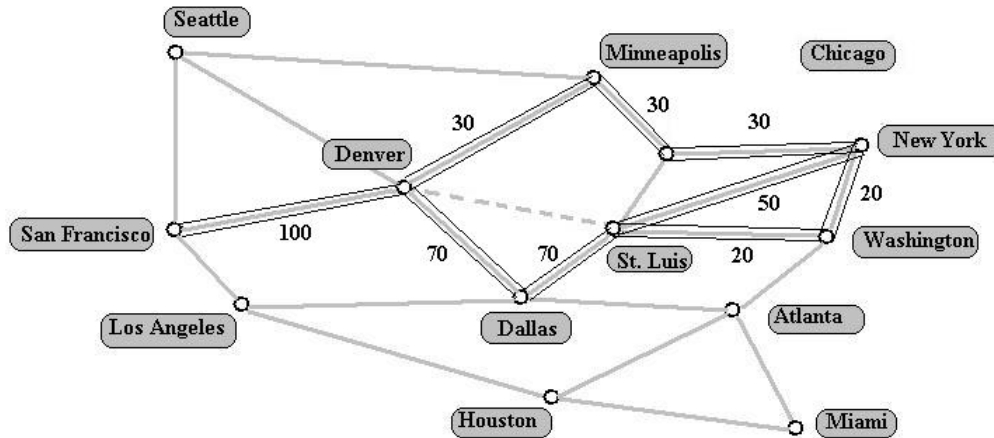 Seattle
Minneapolis
Chicago
30
30
30
New York
Denver
50
20
San Francisco
100
70
70
St. Luis
20
Washington
Los Angeles
Dallas
Atlanta
Houston
Miami